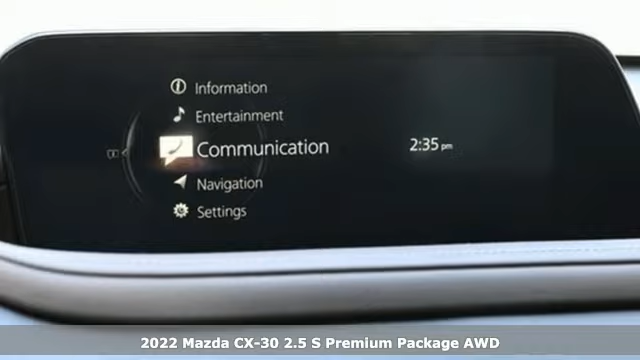 Information
Entertainment
Communication
2:35 pm
Navigation
Settings
2022 Mazda CX-30 2.5 S Premium Package AWD